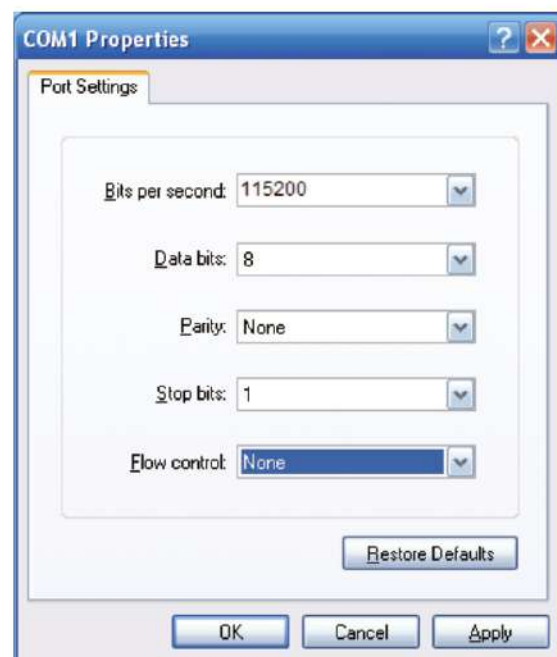 COM1 Properties
Port Settings
Bits per second: 115200
Data bits: 8
Parity: None
Stop bits: 1
Flow control: None
Restore Defaults
OK Cancel Apply